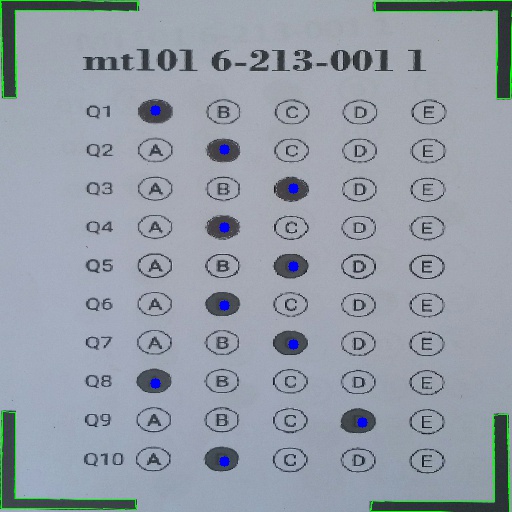 mt101 6-213-001 1
Q1 B C D E
Q2 A C D E
Q3 A B D E
Q4 A C D E
Q5 A B D E
Q6 A C D E
Q7 A B D E
Q8 B C D E
Q9 A B C E
Q10 A C D E